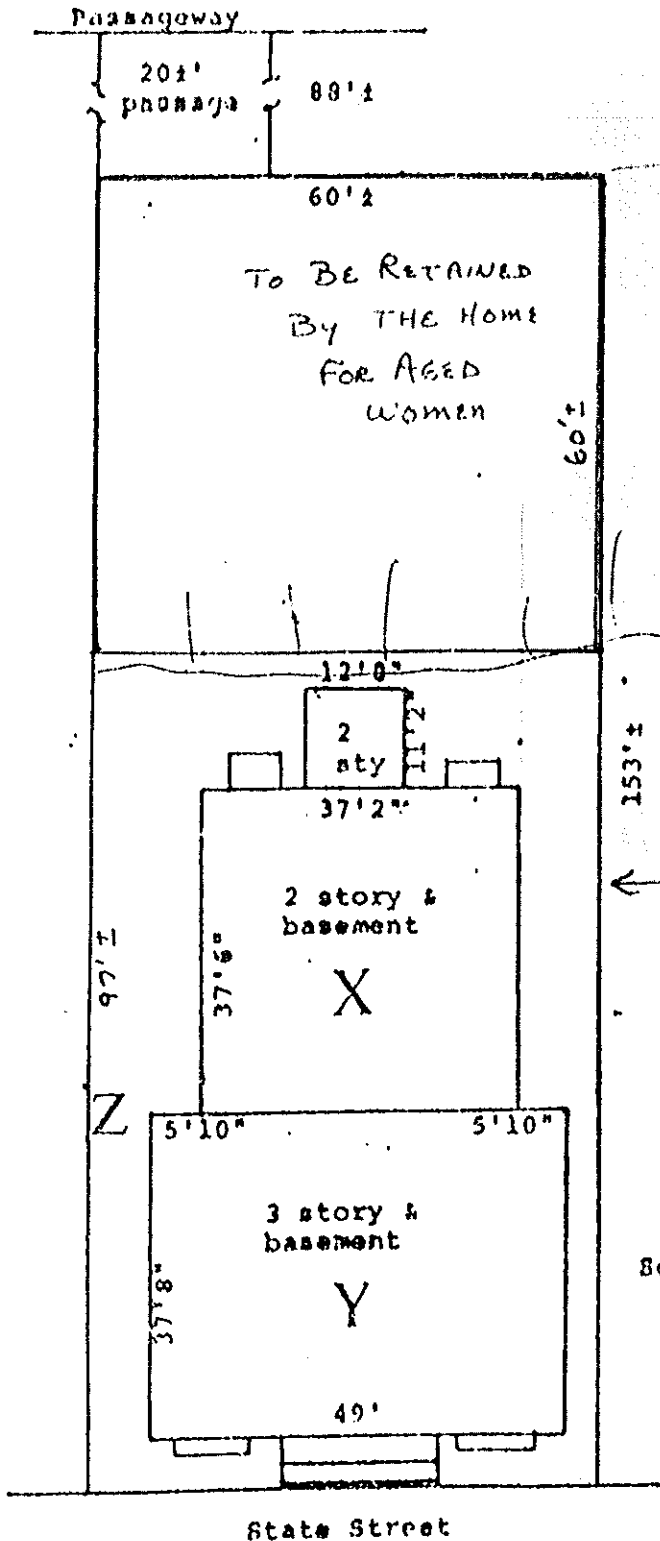 Passageway
20±'
passage
88'±
60'±
To BE RETAINED
By THE HOME
FOR AGED
WOMEN
60'±
12'0"
2
sty
11'2"
37'2"
153'±
2 story &
basement
37'6"
X
97'±
Z
5'10"
5'10"
3 story &
basement
37'8"
Y
49'
State Street